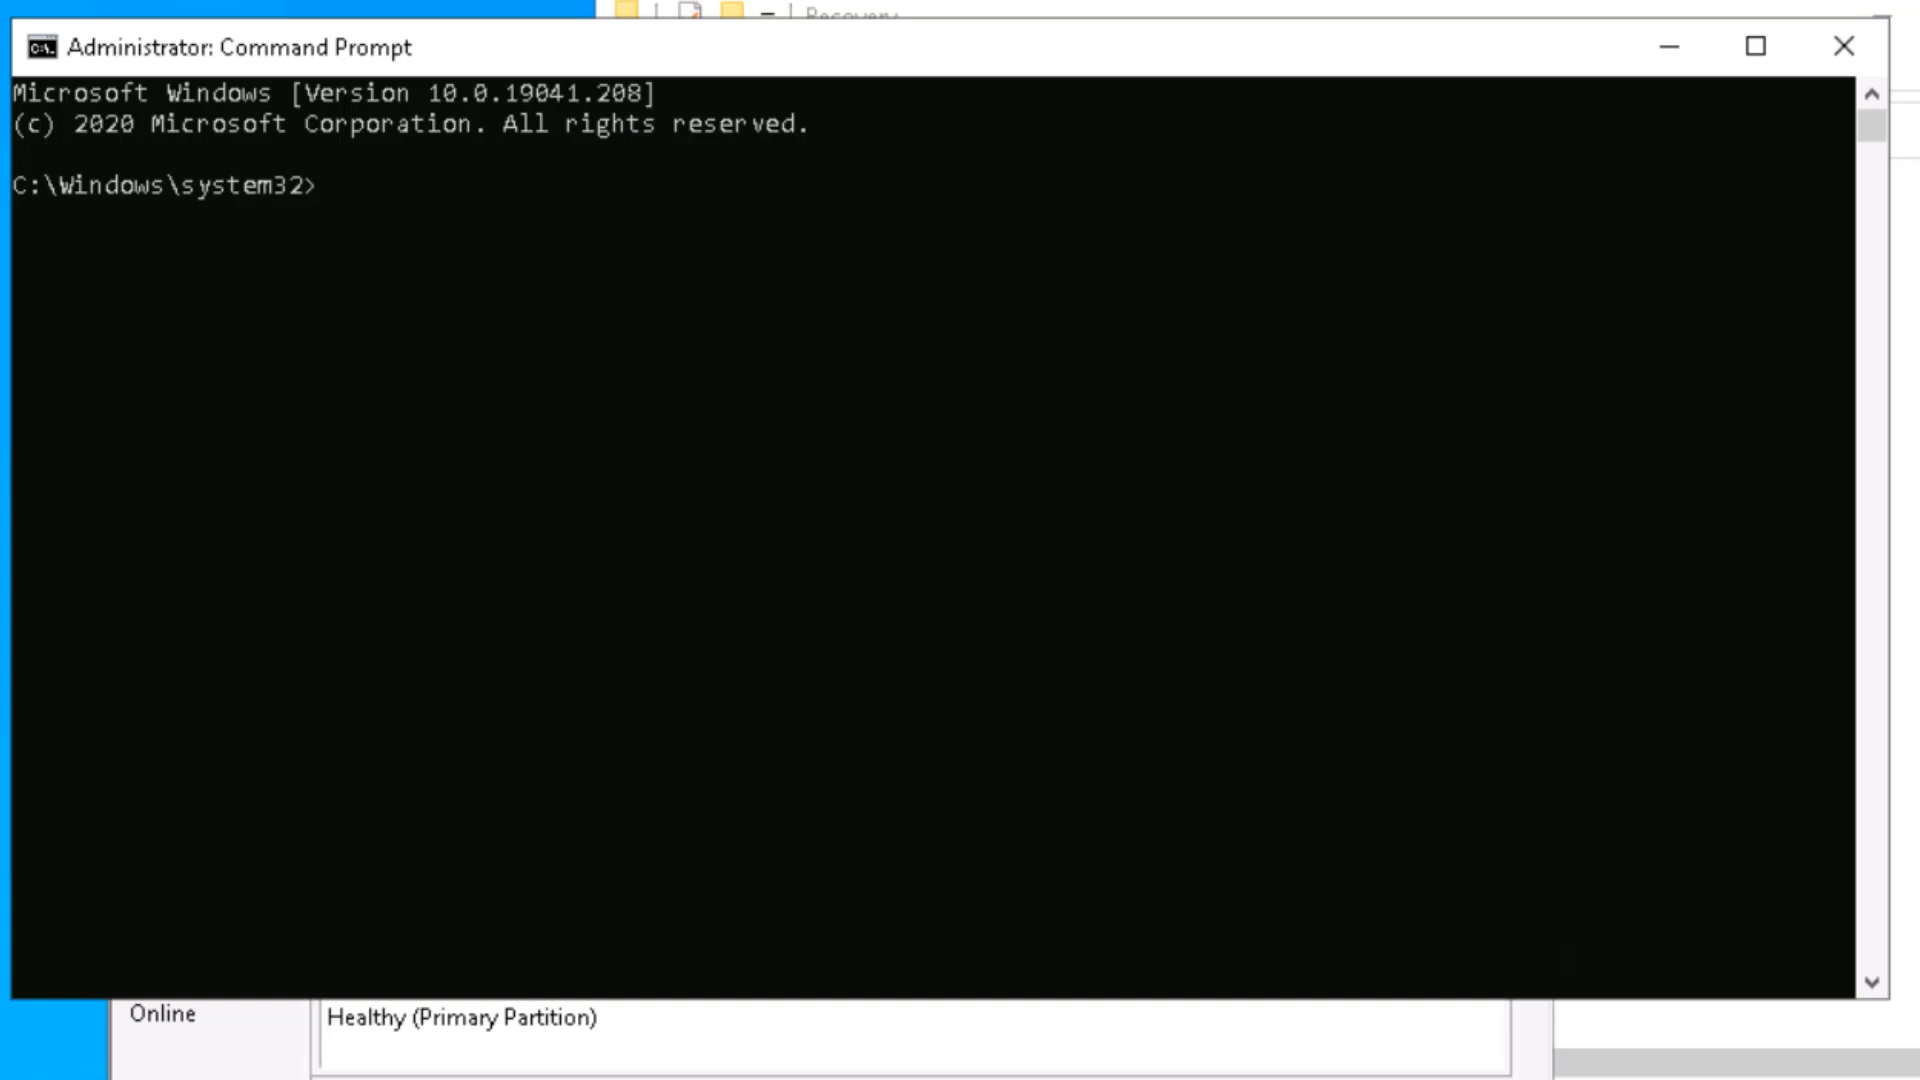 Recovery
Administrator: Command Prompt
Microsoft Windows [Version 10.0.19041.208]
(c) 2020 Microsoft Corporation. All rights reserved.
C:\Windows\system32>
Online
Healthy (Primary Partition)